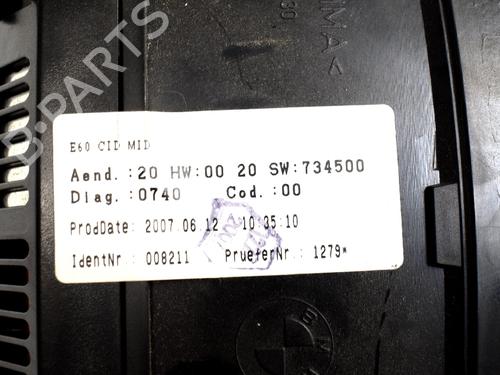 B-PARTS
MA<
E60 CID MID
Aend.:20 HW:00 20 SW:734500
Diag.:0740 Cod.:00
ProdDate: 2007.06.12 10:35:10
IdentNr.: 008211 PrueferNr.: 1279*